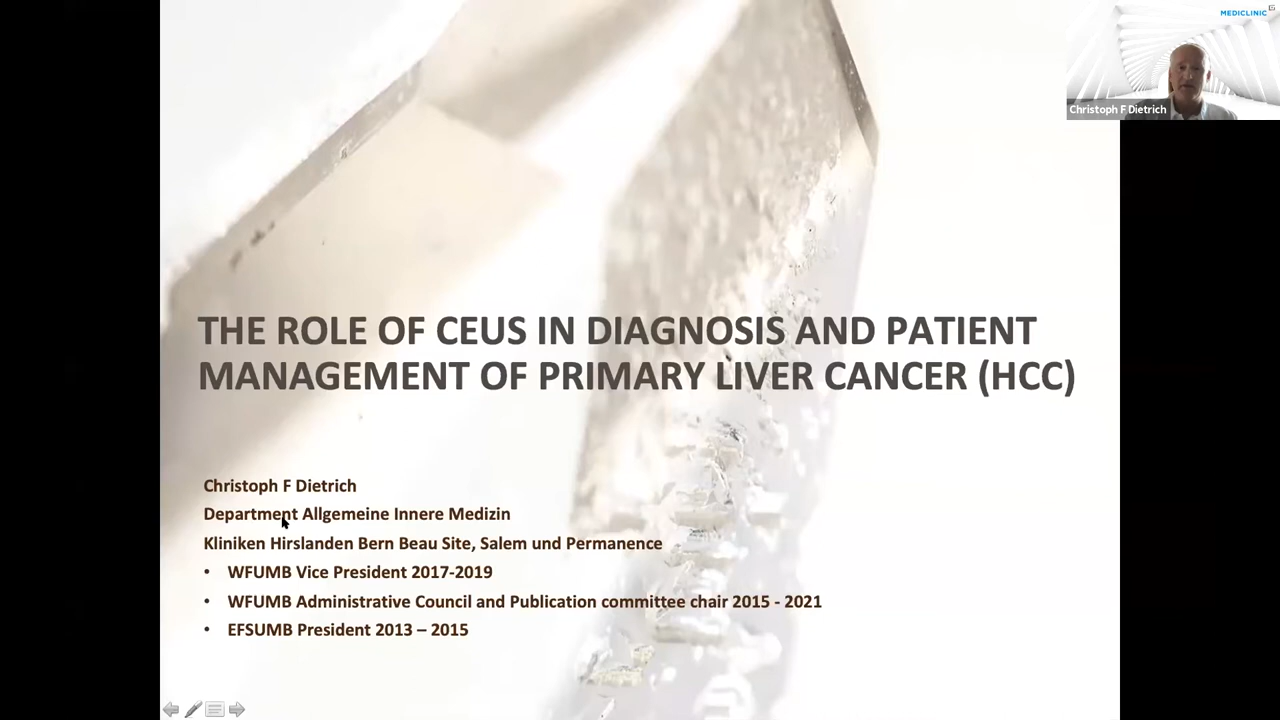 MEDICLINIC
Christoph F Dietrich
THE ROLE OF CEUS IN DIAGNOSIS AND PATIENT
MANAGEMENT OF PRIMARY LIVER CANCER (HCC)
Christoph F Dietrich
Department Allgemeine Innere Medizin
Kliniken Hirslanden Bern Beau Site, Salem und Permanence
• WFUMB Vice President 2017-2019
• WFUMB Administrative Council and Publication committee chair 2015 - 2021
• EFSUMB President 2013 – 2015